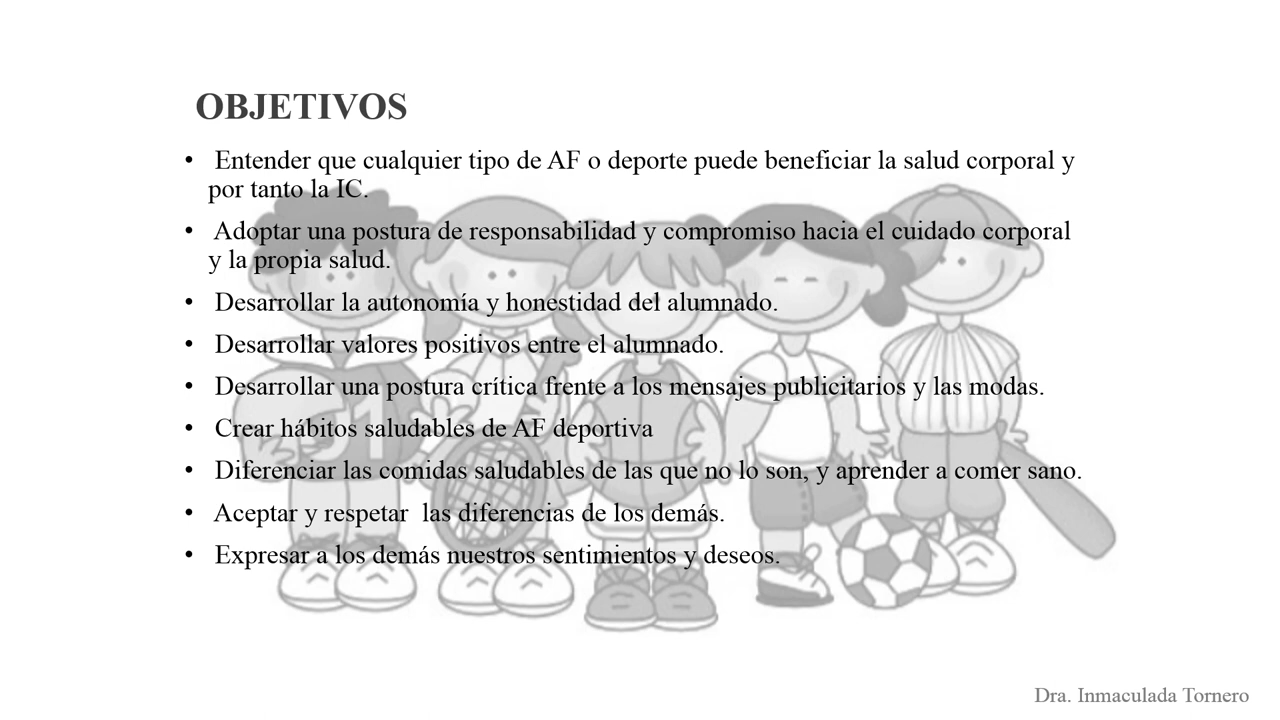 OBJETIVOS
• Entender que cualquier tipo de AF o deporte puede beneficiar la salud corporal y
por tanto la IC.
• Adoptar una postura de responsabilidad y compromiso hacia el cuidado corporal
y la propia salud.
• Desarrollar la autonomía y honestidad del alumnado.
• Desarrollar valores positivos entre el alumnado.
• Desarrollar una postura crítica frente a los mensajes publicitarios y las modas.
• Crear hábitos saludables de AF deportiva
• Diferenciar las comidas saludables de las que no lo son, y aprender a comer sano.
• Aceptar y respetar  las diferencias de los demás.
• Expresar a los demás nuestros sentimientos y deseos.
Dra. Inmaculada Tornero